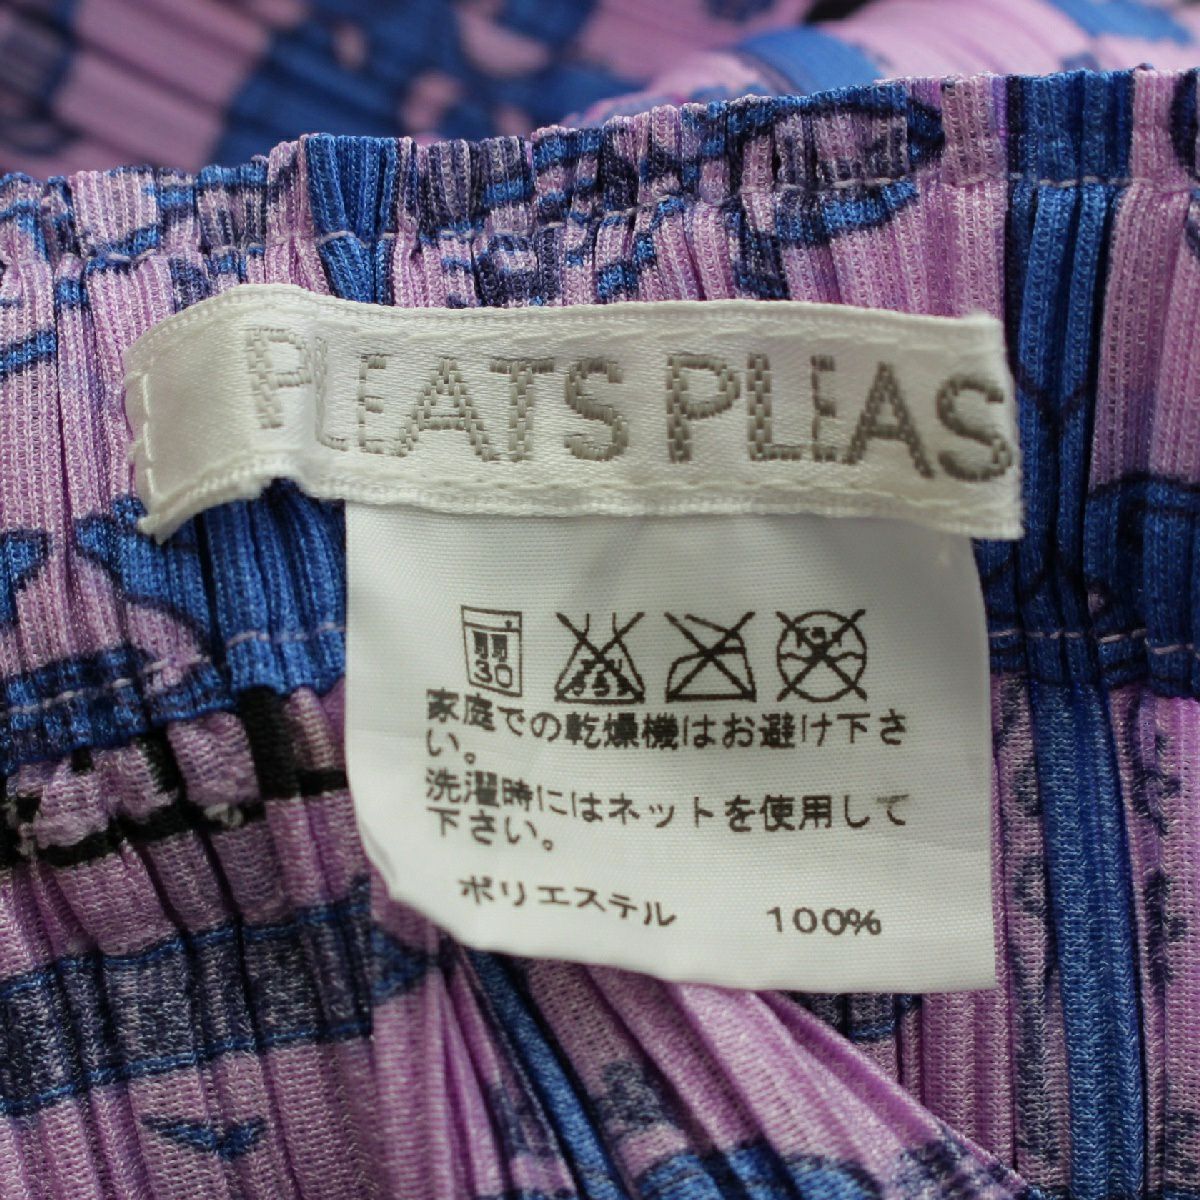 PLEATS PLEAS
30
家庭での乾燥機はお避け下さ
い。
洗濯時にはネットを使用して
下さい。
ポリエステル 100%